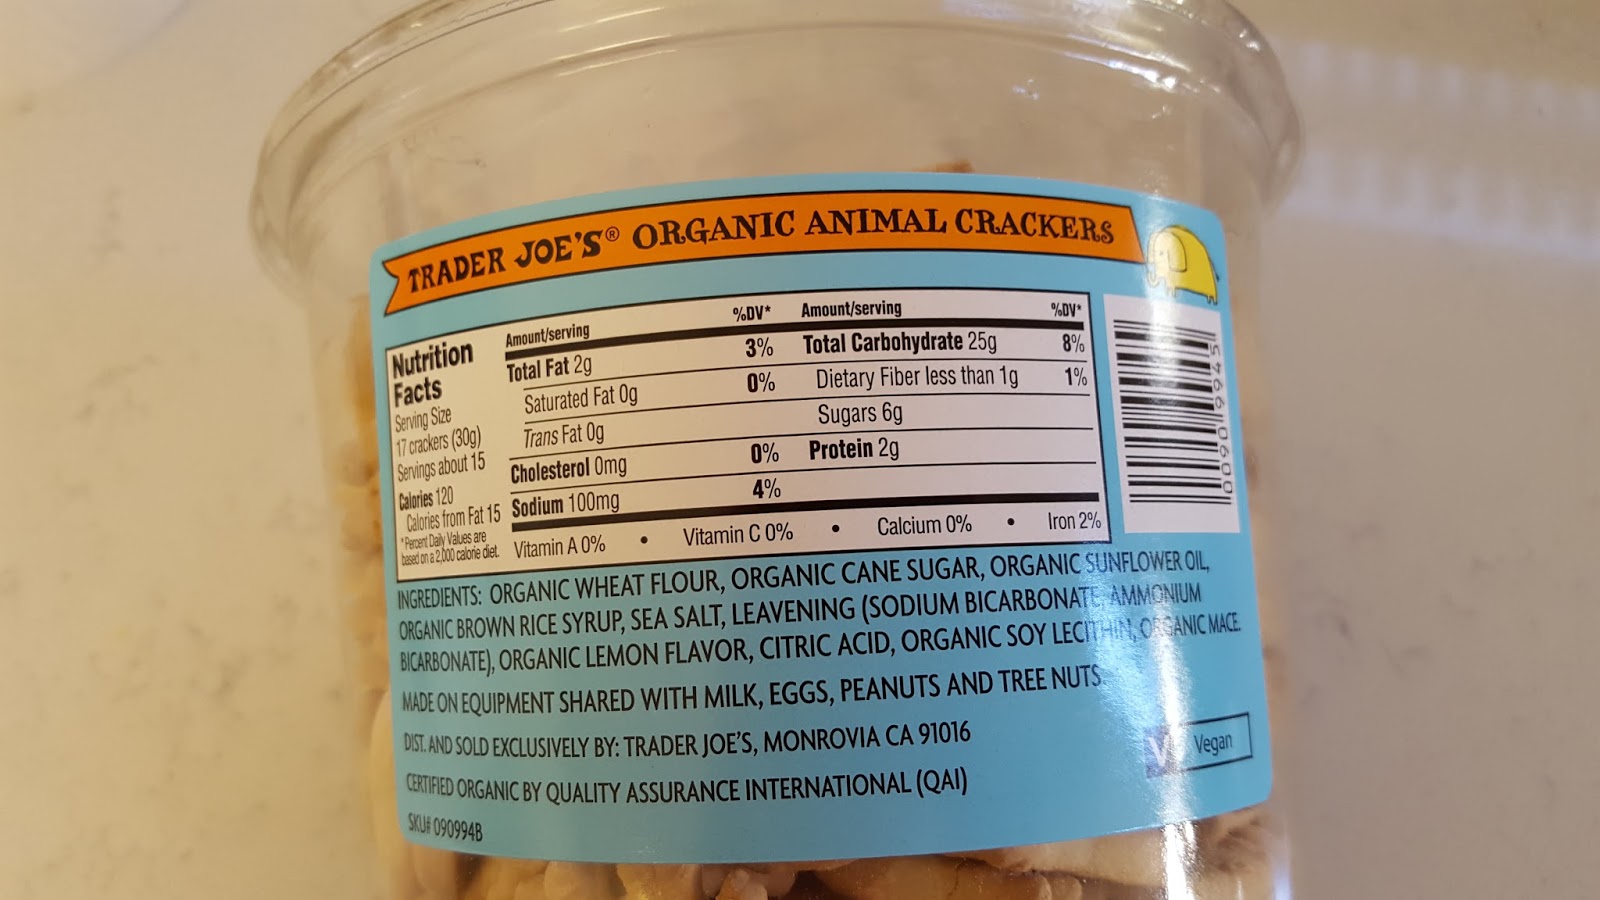 TRADER JOE'S® ORGANIC ANIMAL CRACKERS
Nutrition
Facts
Serving Size
17 crackers (30g)
Servings about 15
Calories 120
Calories from Fat 15
*Percent Daily Values are
based on a 2,000 calorie diet.
Amount/serving %DV*
Total Fat 2g 3%
Saturated Fat 0g 0%
Trans Fat 0g
Cholesterol 0mg 0%
Sodium 100mg 4%
Amount/serving %DV*
Total Carbohydrate 25g 8%
Dietary Fiber less than 1g 1%
Sugars 6g
Protein 2g
Vitamin A 0% • Vitamin C 0% • Calcium 0% • Iron 2%
INGREDIENTS: ORGANIC WHEAT FLOUR, ORGANIC CANE SUGAR, ORGANIC SUNFLOWER OIL,
ORGANIC BROWN RICE SYRUP, SEA SALT, LEAVENING (SODIUM BICARBONATE, AMMONIUM
BICARBONATE), ORGANIC LEMON FLAVOR, CITRIC ACID, ORGANIC SOY LECITHIN, ORGANIC MACE.
MADE ON EQUIPMENT SHARED WITH MILK, EGGS, PEANUTS AND TREE NUTS.
DIST. AND SOLD EXCLUSIVELY BY: TRADER JOE'S, MONROVIA CA 91016
CERTIFIED ORGANIC BY QUALITY ASSURANCE INTERNATIONAL (QAI)
SKU# 090994B
V Vegan